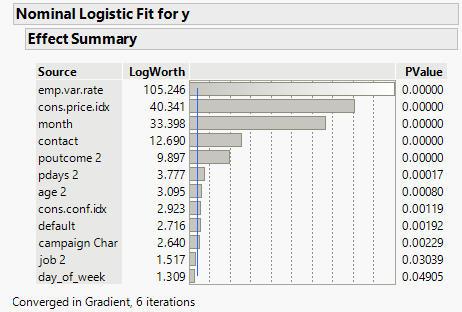 Nominal Logistic Fit for y
Effect Summary
Source LogWorth PValue
emp.var.rate 105.246 0.00000
cons.price.idx 40.341 0.00000
month 33.398 0.00000
contact 12.690 0.00000
poutcome 2 9.897 0.00000
pdays 2 3.777 0.00017
age 2 3.095 0.00080
cons.conf.idx 2.923 0.00119
default 2.716 0.00192
campaign Char 2.640 0.00229
job 2 1.517 0.03039
day_of_week 1.309 0.04905
Converged in Gradient, 6 iterations